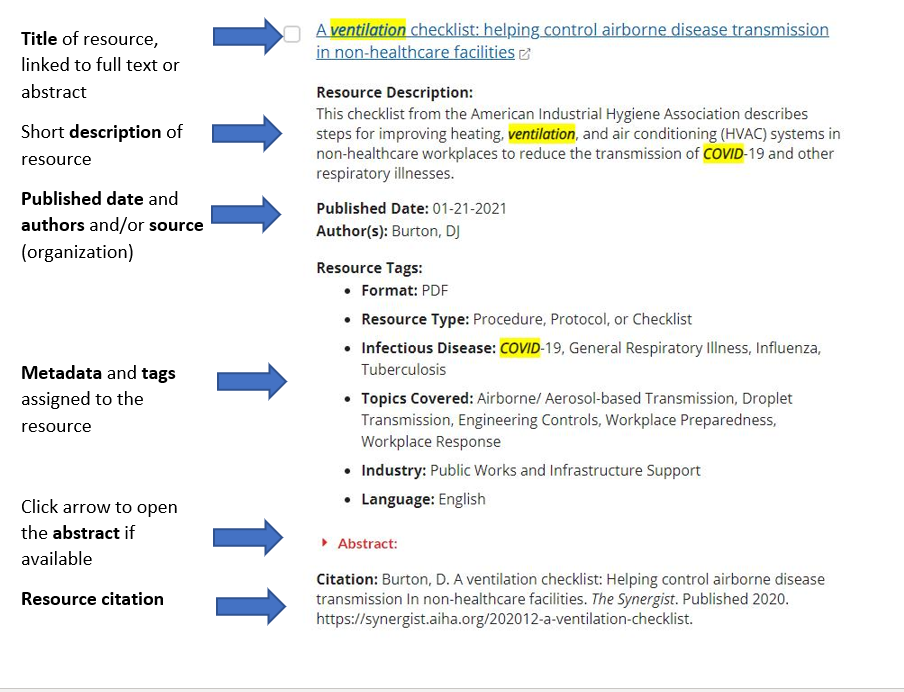 Title of resource,
linked to full text or
abstract
A ventilation checklist: helping control airborne disease transmission
in non-healthcare facilities
Short description of
resource
Resource Description:
This checklist from the American Industrial Hygiene Association describes
steps for improving heating, ventilation, and air conditioning (HVAC) systems in
non-healthcare workplaces to reduce the transmission of COVID-19 and other
respiratory illnesses.
Published date and
authors and/or source
(organization)
Published Date: 01-21-2021
Author(s): Burton, DJ
Metadata and tags
assigned to the
resource
Resource Tags:
• Format: PDF
• Resource Type: Procedure, Protocol, or Checklist
• Infectious Disease: COVID-19, General Respiratory Illness, Influenza,
Tuberculosis
• Topics Covered: Airborne/ Aerosol-based Transmission, Droplet
Transmission, Engineering Controls, Workplace Preparedness,
Workplace Response
• Industry: Public Works and Infrastructure Support
• Language: English
Click arrow to open
the abstract if
available
Abstract:
Resource citation
Citation: Burton, D. A ventilation checklist: Helping control airborne disease
transmission In non-healthcare facilities. The Synergist. Published 2020.
https://synergist.aiha.org/202012-a-ventilation-checklist.